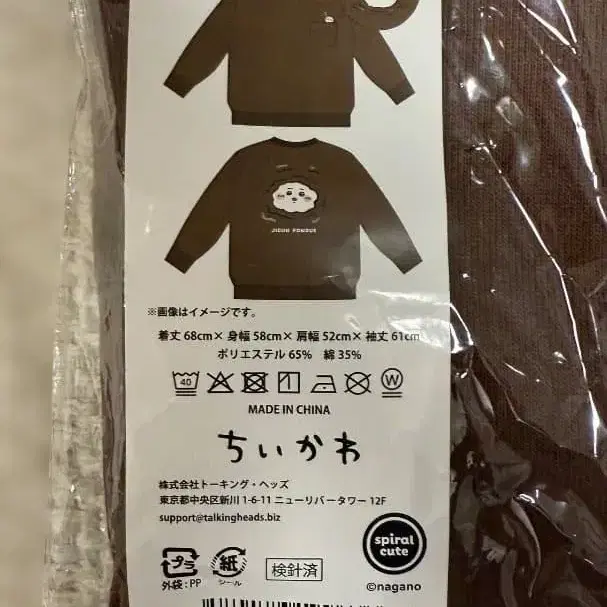 JIBUN FONDUE
※画像はイメージです。
着丈 68cm× 身幅 58cm× 肩幅 52cm× 袖丈 61cm
ポリエステル 65% 綿 35%
40 W
MADE IN CHINA
ちいかわ
株式会社トーキング・ヘッズ
東京都中央区新川 1-6-11 ニューリバータワー 12F
support@talkingheads.biz
spiral
cute
プラ 紙 検針済
外袋：PP シール
©nagano